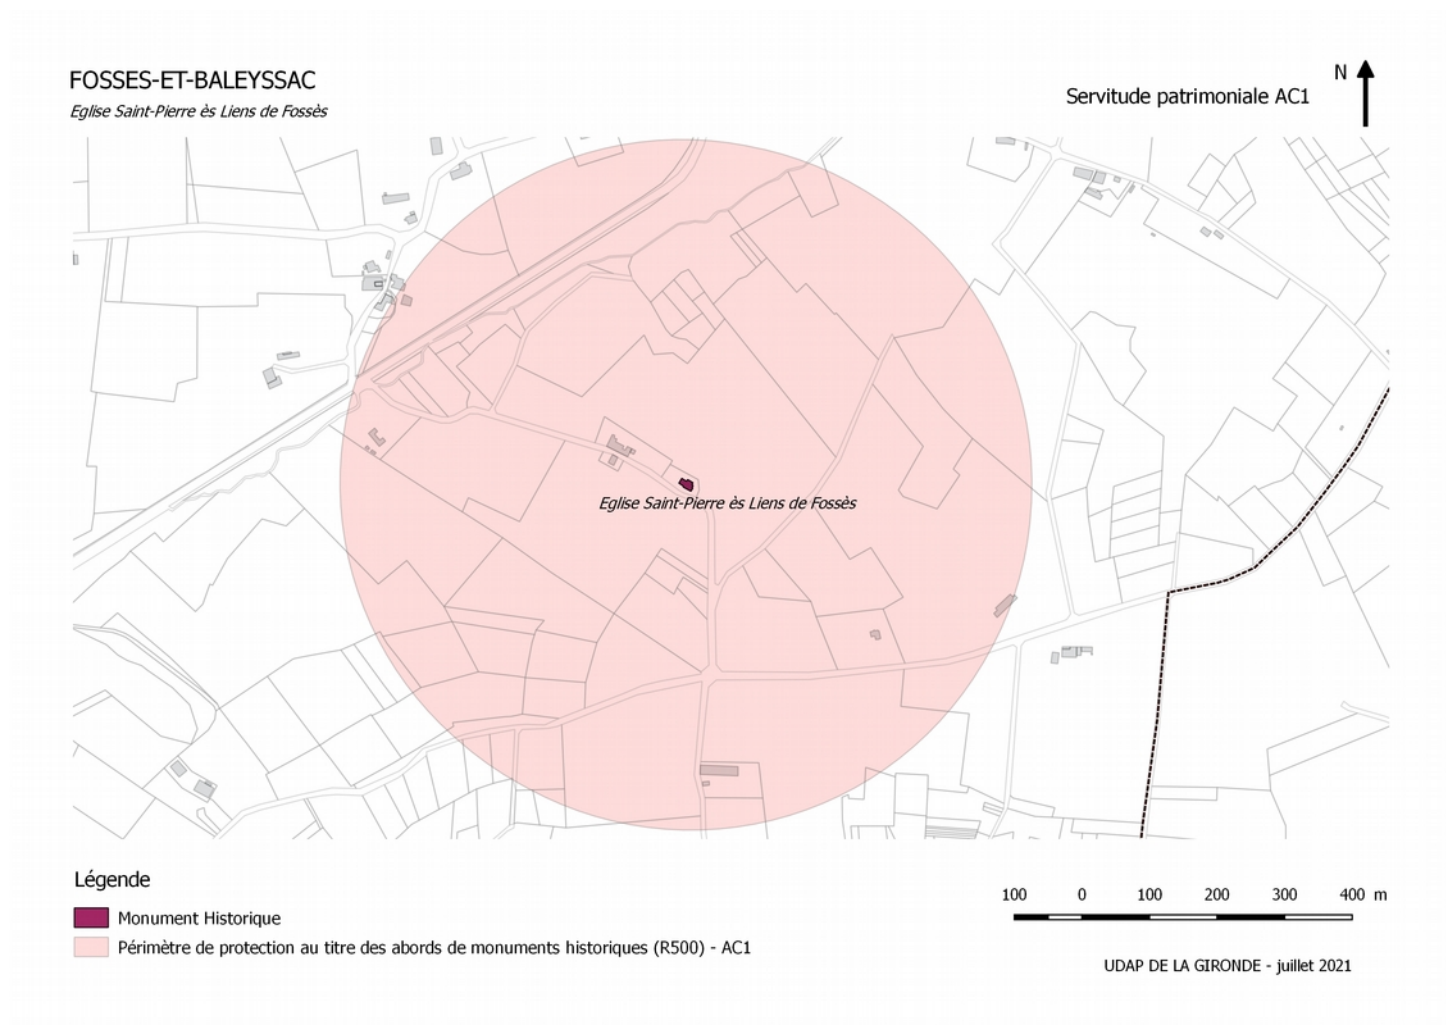 FOSSES-ET-BALEYSSAC
Eglise Saint-Pierre ès Liens de Fossès
Servitude patrimoniale AC1
N
Eglise Saint-Pierre ès Liens de Fossès
Légende
Monument Historique
Périmètre de protection au titre des abords de monuments historiques (R500) - AC1
100 0 100 200 300 400 m
UDAP DE LA GIRONDE - juillet 2021